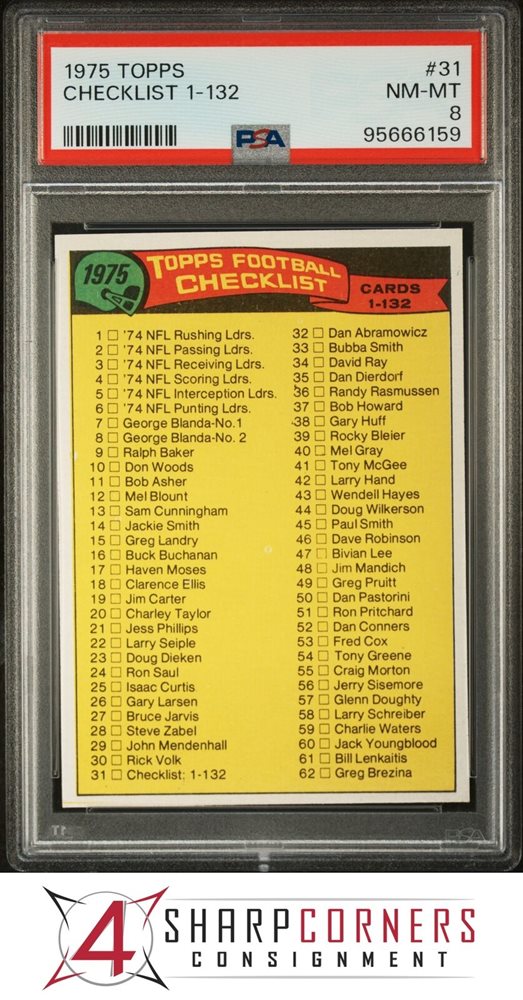 1975 TOPPS #31
CHECKLIST 1-132 NM-MT
8
PSA 95666159
1975
TOPPS FOOTBALL
CHECKLIST
CARDS
1-132
1 '74 NFL Rushing Ldrs.
2 '74 NFL Passing Ldrs.
3 '74 NFL Receiving Ldrs.
4 '74 NFL Scoring Ldrs.
5 '74 NFL Interception Ldrs.
6 '74 NFL Punting Ldrs.
7 George Blanda-No.1
8 George Blanda-No. 2
9 Ralph Baker
10 Don Woods
11 Bob Asher
12 Mel Blount
13 Sam Cunningham
14 Jackie Smith
15 Greg Landry
16 Buck Buchanan
17 Haven Moses
18 Clarence Ellis
19 Jim Carter
20 Charley Taylor
21 Jess Phillips
22 Larry Seiple
23 Doug Dieken
24 Ron Saul
25 Isaac Curtis
26 Gary Larsen
27 Bruce Jarvis
28 Steve Zabel
29 John Mendenhall
30 Rick Volk
31 Checklist: 1-132
32 Dan Abramowicz
33 Bubba Smith
34 David Ray
35 Dan Dierdorf
36 Randy Rasmussen
37 Bob Howard
38 Gary Huff
39 Rocky Bleier
40 Mel Gray
41 Tony McGee
42 Larry Hand
43 Wendell Hayes
44 Doug Wilkerson
45 Paul Smith
46 Dave Robinson
47 Bivian Lee
48 Jim Mandich
49 Greg Pruitt
50 Dan Pastorini
51 Ron Pritchard
52 Dan Conners
53 Fred Cox
54 Tony Greene
55 Craig Morton
56 Jerry Sisemore
57 Glenn Doughty
58 Larry Schreiber
59 Charlie Waters
60 Jack Youngblood
61 Bill Lenkaitis
62 Greg Brezina
PSA
4 SHARPCORNERS
CONSIGNMENT